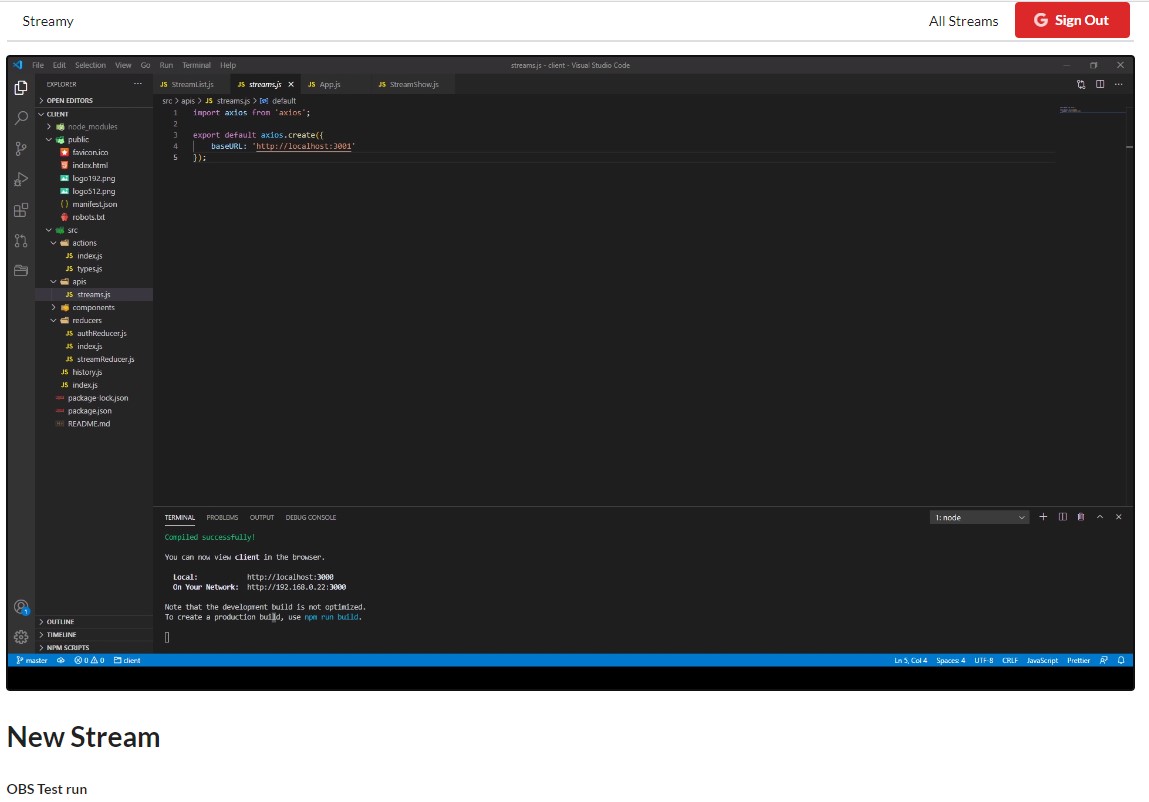 Streamy
All Streams
G Sign Out
File Edit Selection View Go Run Terminal Help
streams.js - client - Visual Studio Code
EXPLORER
StreamList.js
streams.js
App.js
StreamShow.js
OPEN EDITORS
src > apis > JS streams.js > default
CLIENT
node_modules
public
favicon.ico
index.html
logo192.png
logo512.png
manifest.json
robots.txt
src
actions
index.js
types.js
apis
streams.js
components
reducers
authReducer.js
index.js
streamReducer.js
history.js
index.js
package-lock.json
package.json
README.md
OUTLINE
TIMELINE
NPM SCRIPTS
1 import axios from 'axios';
2
3 export default axios.create({
4 baseURL: 'http://localhost:3001'
5 });
TERMINAL PROBLEMS OUTPUT DEBUG CONSOLE
1: node
Compiled successfully!
You can now view client in the browser.
Local: http://localhost:3000
On Your Network: http://192.168.0.22:3000
Note that the development build is not optimized.
To create a production build, use npm run build.
master 0 0 client
Ln 5, Col 4 Spaces: 4 UTF-8 CRLF JavaScript Prettier
New Stream
OBS Test run